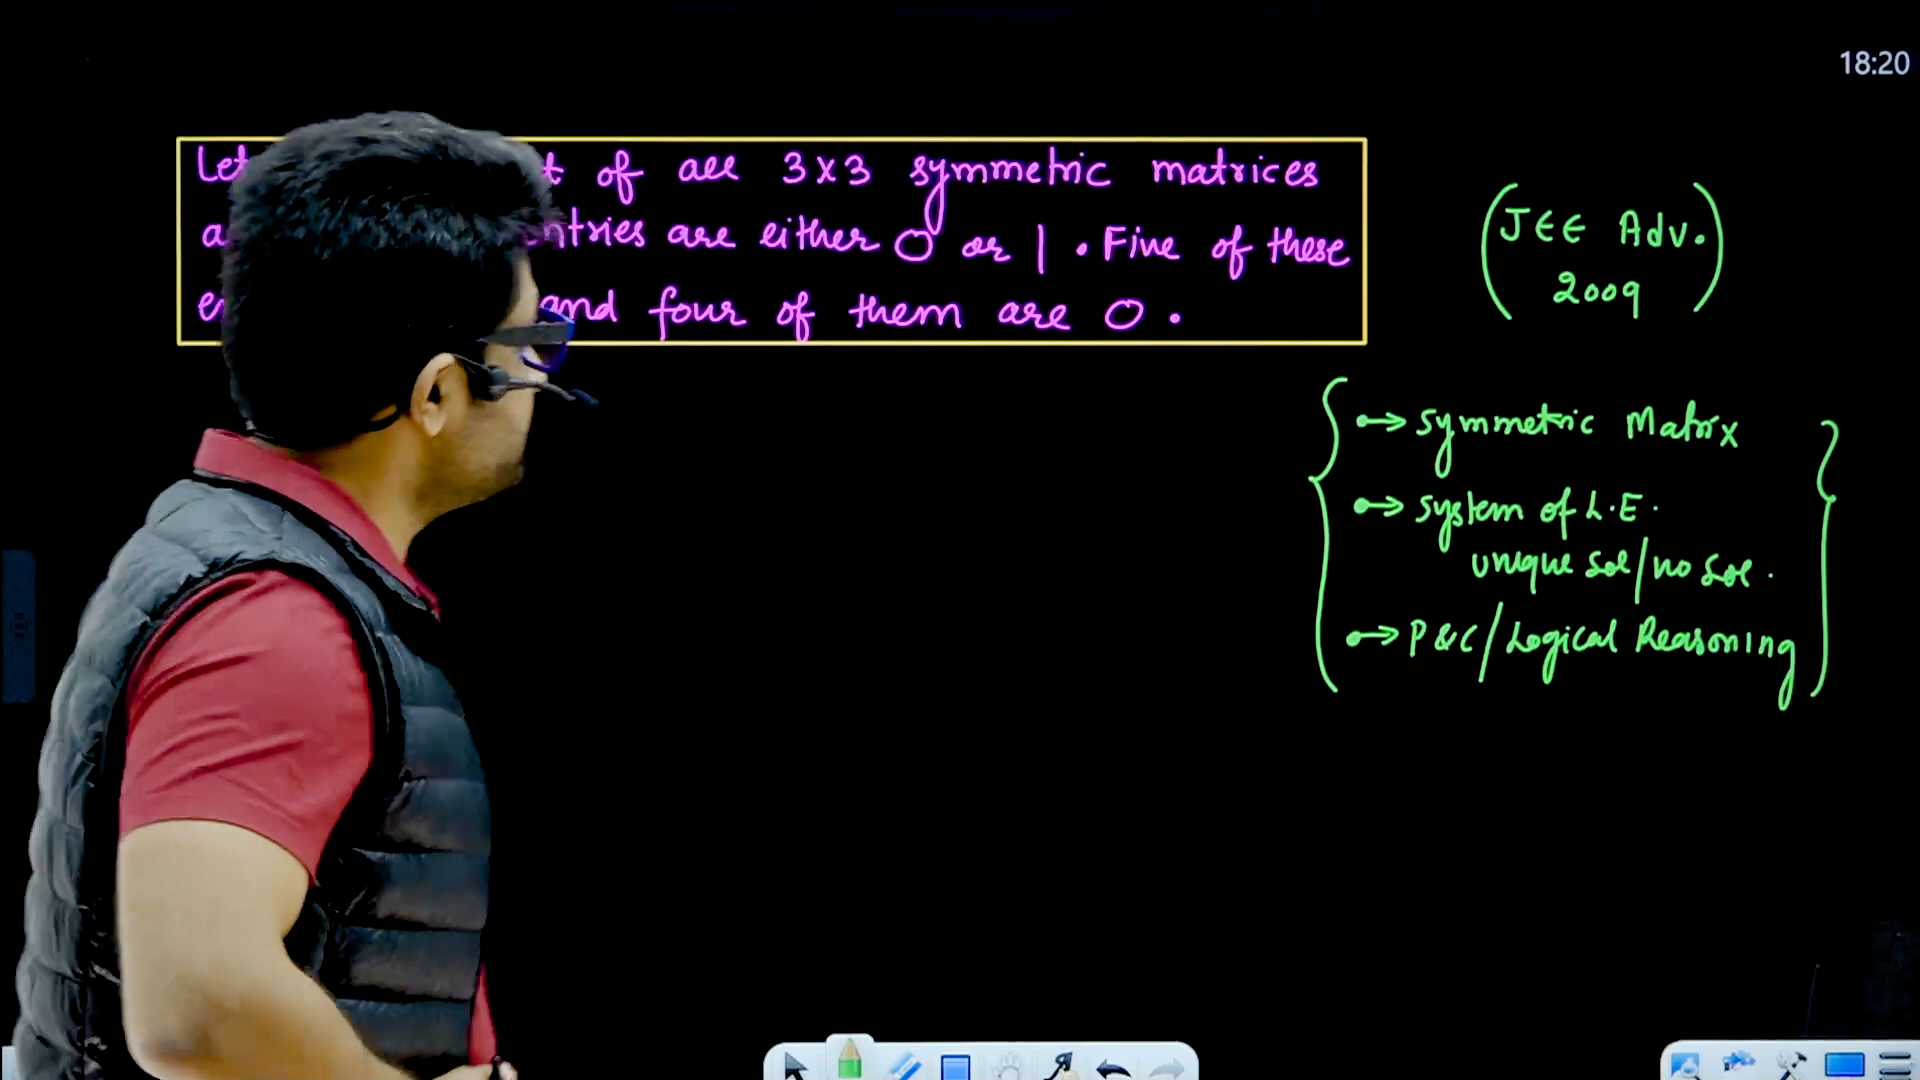 18:20
Let of all 3x3 symmetric matrices
entries are either 0 or 1. Five of these
and four of them are 0.
(JEE Adv.
2009)
→ symmetric Matrix
→ system of L.E.
unique sol/no sol.
→ P&C/Logical Reasoning